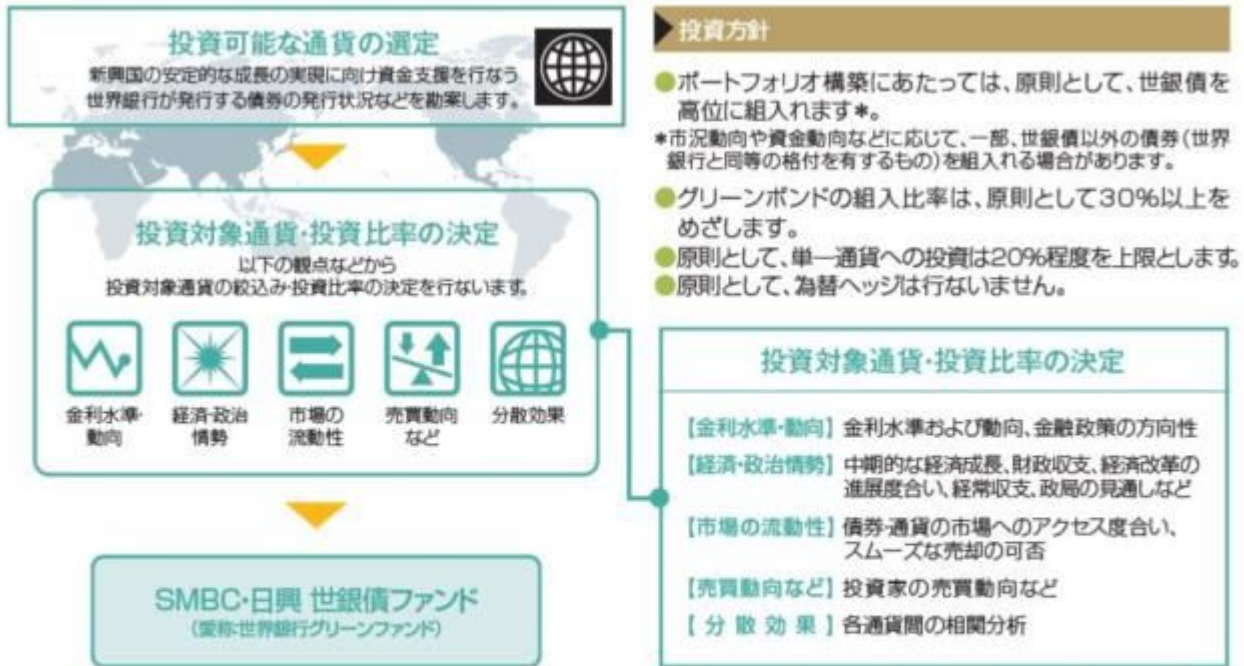 投資可能な通貨の選定
新興国の安定的な成長の実現に向け資金支援を行なう
世界銀行が発行する債券の発行状況などを勘案します。
投資対象通貨・投資比率の決定
以下の観点などから
投資対象通貨の絞込み・投資比率の決定を行ないます。
金利水準・
動向
経済・政治
情勢
市場の
流動性
売買動向
など
分散効果
SMBC・日興 世銀債ファンド
(愛称:世界銀行グリーンファンド)
投資方針
●ポートフォリオ構築にあたっては、原則として、世銀債を
高位に組入れます*。
*市況動向や資金動向などに応じて、一部、世銀債以外の債券(世界
銀行と同等の格付を有するもの)を組入れる場合があります。
●グリーンボンドの組入比率は、原則として30%以上を
めざします。
●原則として、単一通貨への投資は20%程度を上限とします。
●原則として、為替ヘッジは行ないません。
投資対象通貨・投資比率の決定
【金利水準・動向】金利水準および動向、金融政策の方向性
【経済・政治情勢】中期的な経済成長、財政収支、経済改革の
進展度合い、経常収支、政局の見通しなど
【市場の流動性】債券・通貨の市場へのアクセス度合い、
スムーズな売却の可否
【売買動向など】投資家の売買動向など
【分散効果】各通貨間の相関分析